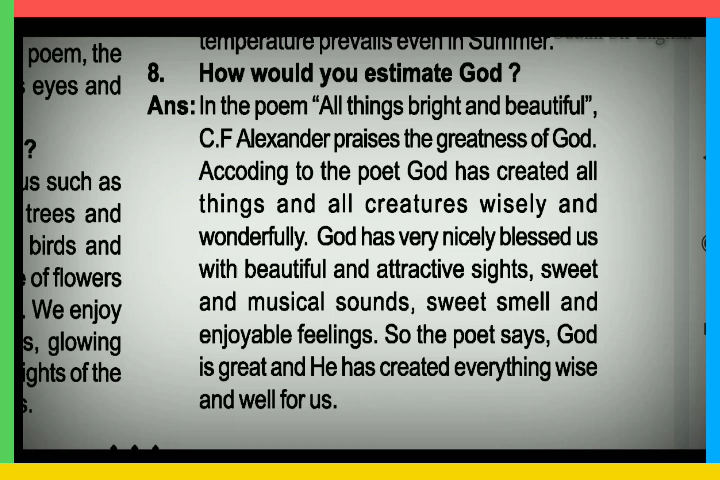 poem, the
eyes and
?
us such as
trees and
birds and
of flowers
. We enjoy
s, glowing
ights of the
s.
temperature prevails even in Summer.
8. How would you estimate God ?
Ans: In the poem “All things bright and beautiful”,
C.F Alexander praises the greatness of God.
Accoding to the poet God has created all
things and all creatures wisely and
wonderfully. God has very nicely blessed us
with beautiful and attractive sights, sweet
and musical sounds, sweet smell and
enjoyable feelings. So the poet says, God
is great and He has created everything wise
and well for us.